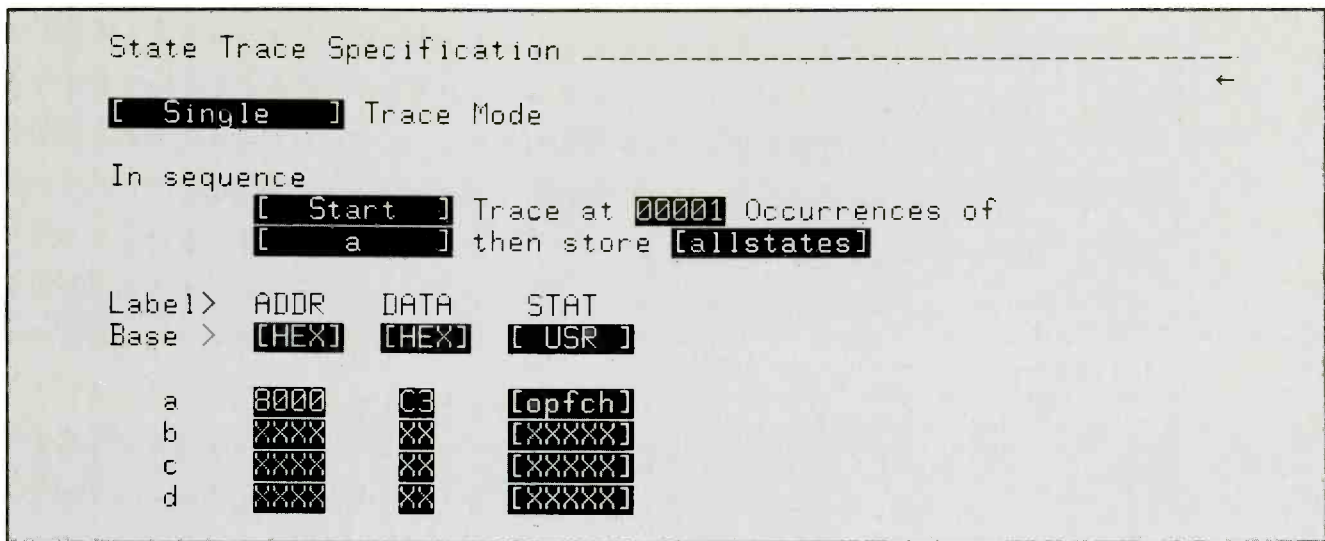 State Trace Specification ------------------------------------
←
[ Single ] Trace Mode
In sequence
[ Start ] Trace at 00001 Occurrences of
[ a ] then store [allstates]
Label> ADDR DATA STAT
Base > [HEX] [HEX] [ USR ]
a 8000 C3 [opfch]
b XXXX XX [XXXXX]
c XXXX XX [XXXXX]
d XXXX XX [XXXXX]